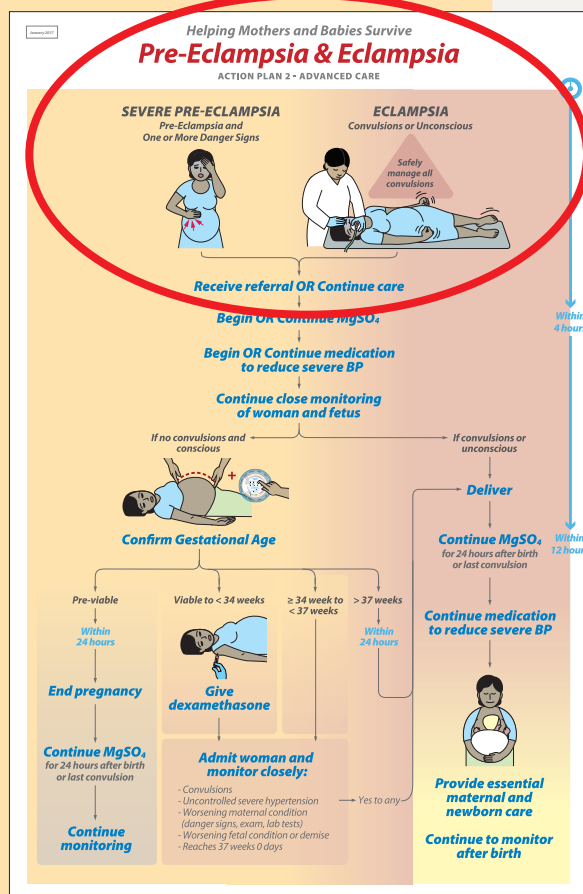 January 2017
Helping Mothers and Babies Survive
Pre-Eclampsia & Eclampsia
ACTION PLAN 2 - ADVANCED CARE
SEVERE PRE-ECLAMPSIA
Pre-Eclampsia and
One or More Danger Signs
ECLAMPSIA
Convulsions or Unconscious
Safely
manage all
convulsions
Receive referral OR Continue care
Begin OR Continue MgSO₄
Within
4 hours
Begin OR Continue medication
to reduce severe BP
Continue close monitoring
of woman and fetus
If no convulsions and
conscious
If convulsions or
unconscious
+
Confirm Gestational Age
Deliver
Continue MgSO₄
for 24 hours after birth
or last convulsion
Within
12 hours
Pre-viable
Within
24 hours
End pregnancy
Continue MgSO₄
for 24 hours after birth
or last convulsion
Continue
monitoring
Viable to < 34 weeks
Give
dexamethasone
≥ 34 week to
< 37 weeks
> 37 weeks
Within
24 hours
Admit woman and
monitor closely:
- Convulsions
- Uncontrolled severe hypertension
- Worsening maternal condition
(danger signs, exam, lab tests)
- Worsening fetal condition or demise
- Reaches 37 weeks 0 days
Yes to any
Continue medication
to reduce severe BP
Provide essential
maternal and
newborn care
Continue to monitor
after birth